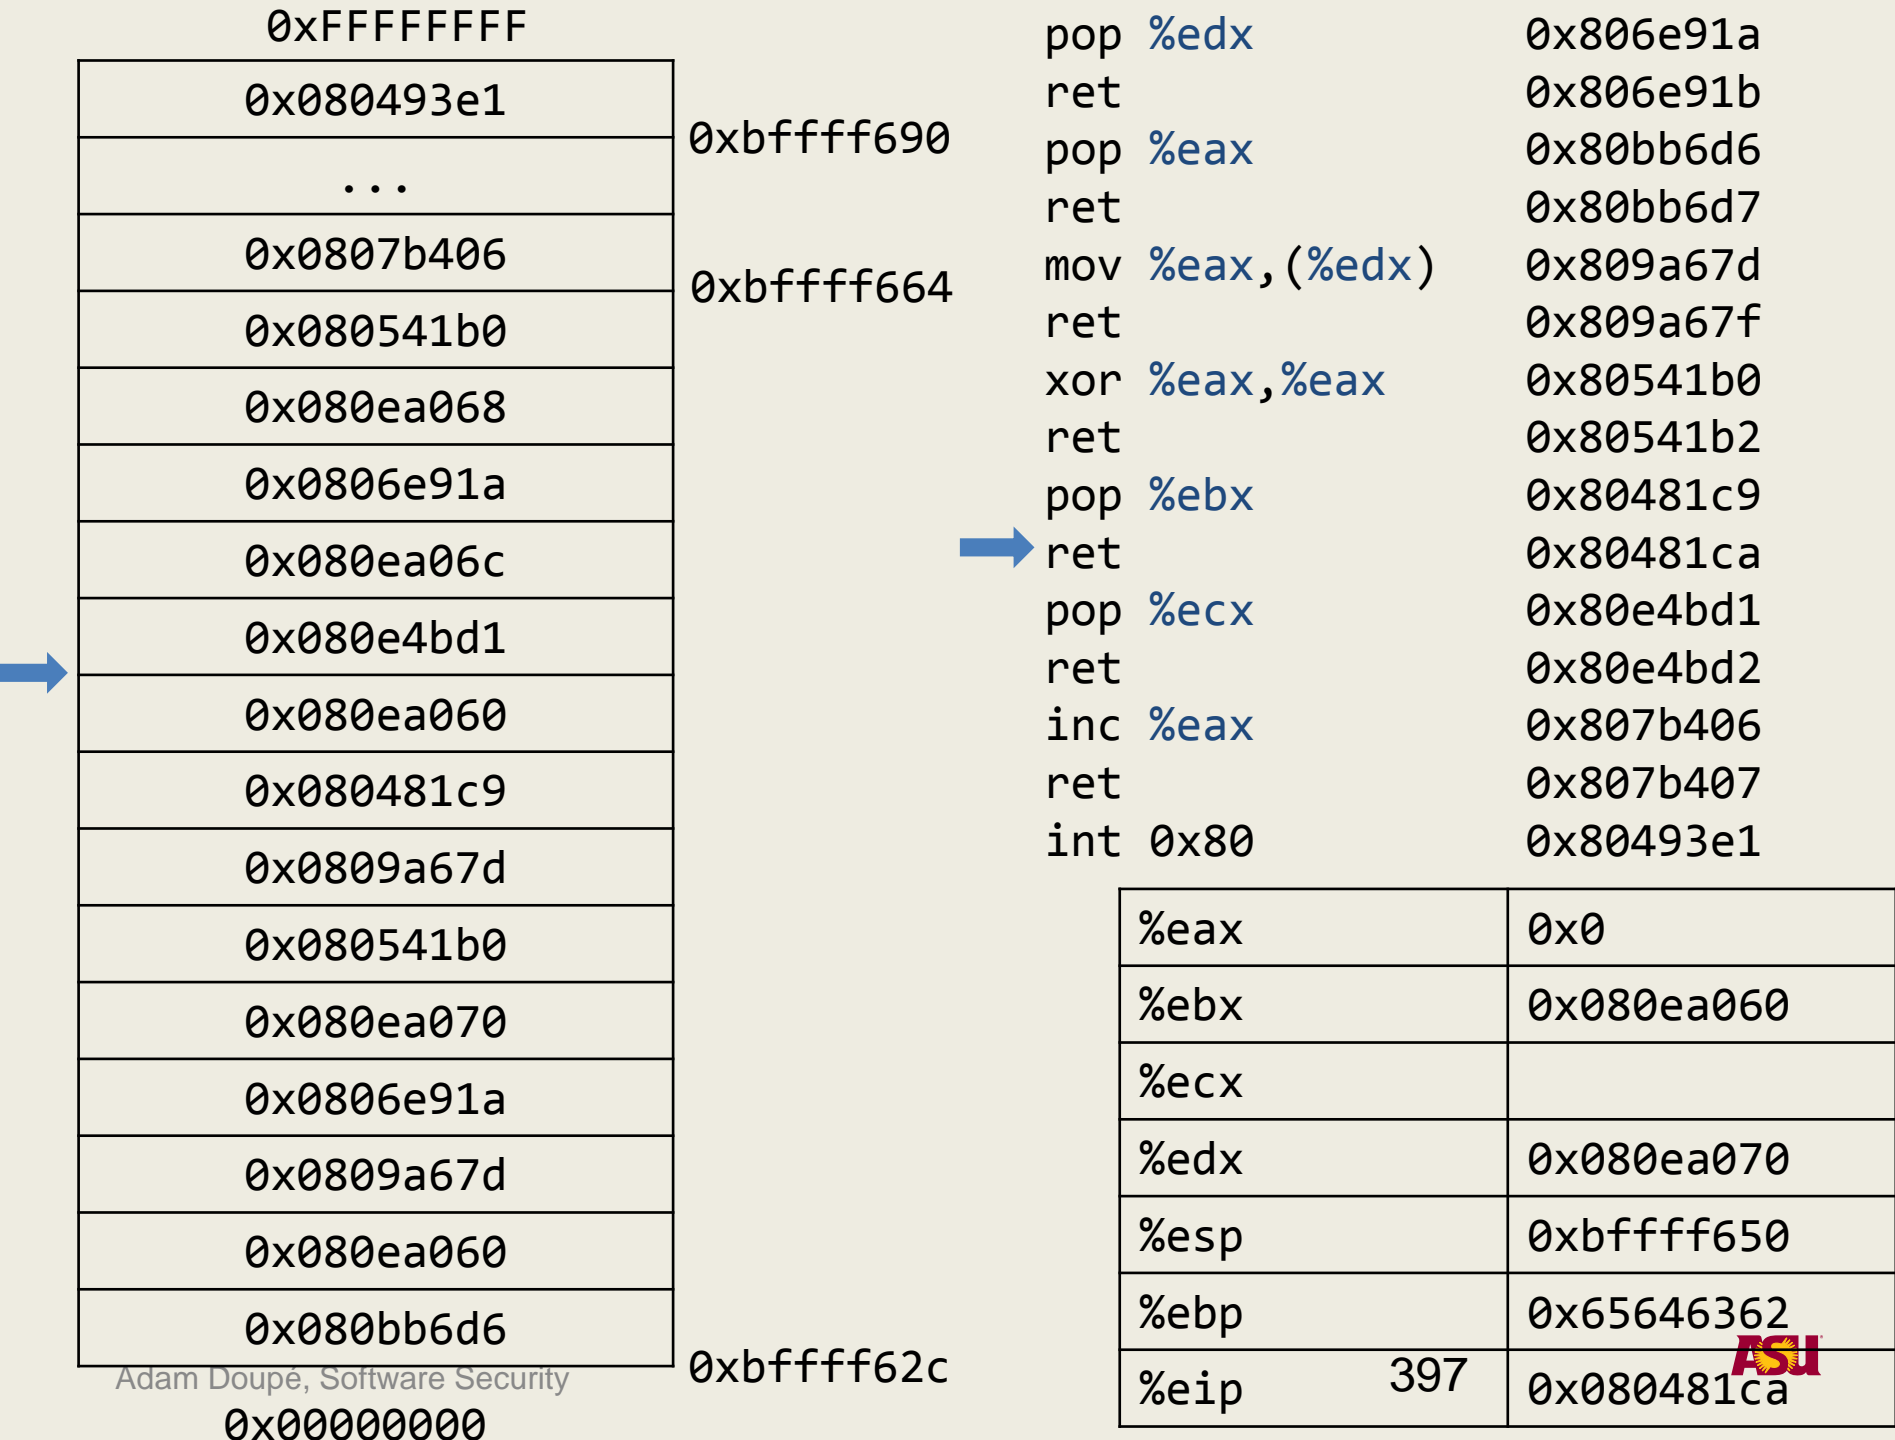 0xFFFFFFFF
0x080493e1
0xbffff690
...
0x0807b406
0xbffff664
0x080541b0
0x080ea068
0x0806e91a
0x080ea06c
0x080e4bd1
0x080ea060
0x080481c9
0x0809a67d
0x080541b0
0x080ea070
0x0806e91a
0x0809a67d
0x080ea060
0x080bb6d6
0xbffff62c
Adam Doupé, Software Security
0x00000000
pop %edx 0x806e91a
ret 0x806e91b
pop %eax 0x80bb6d6
ret 0x80bb6d7
mov %eax,(%edx) 0x809a67d
ret 0x809a67f
xor %eax,%eax 0x80541b0
ret 0x80541b2
pop %ebx 0x80481c9
ret 0x80481ca
pop %ecx 0x80e4bd1
ret 0x80e4bd2
inc %eax 0x807b406
ret 0x807b407
int 0x80 0x80493e1
%eax 0x0
%ebx 0x080ea060
%ecx
%edx 0x080ea070
%esp 0xbffff650
%ebp 0x65646362
%eip 0x080481ca
397
ASU